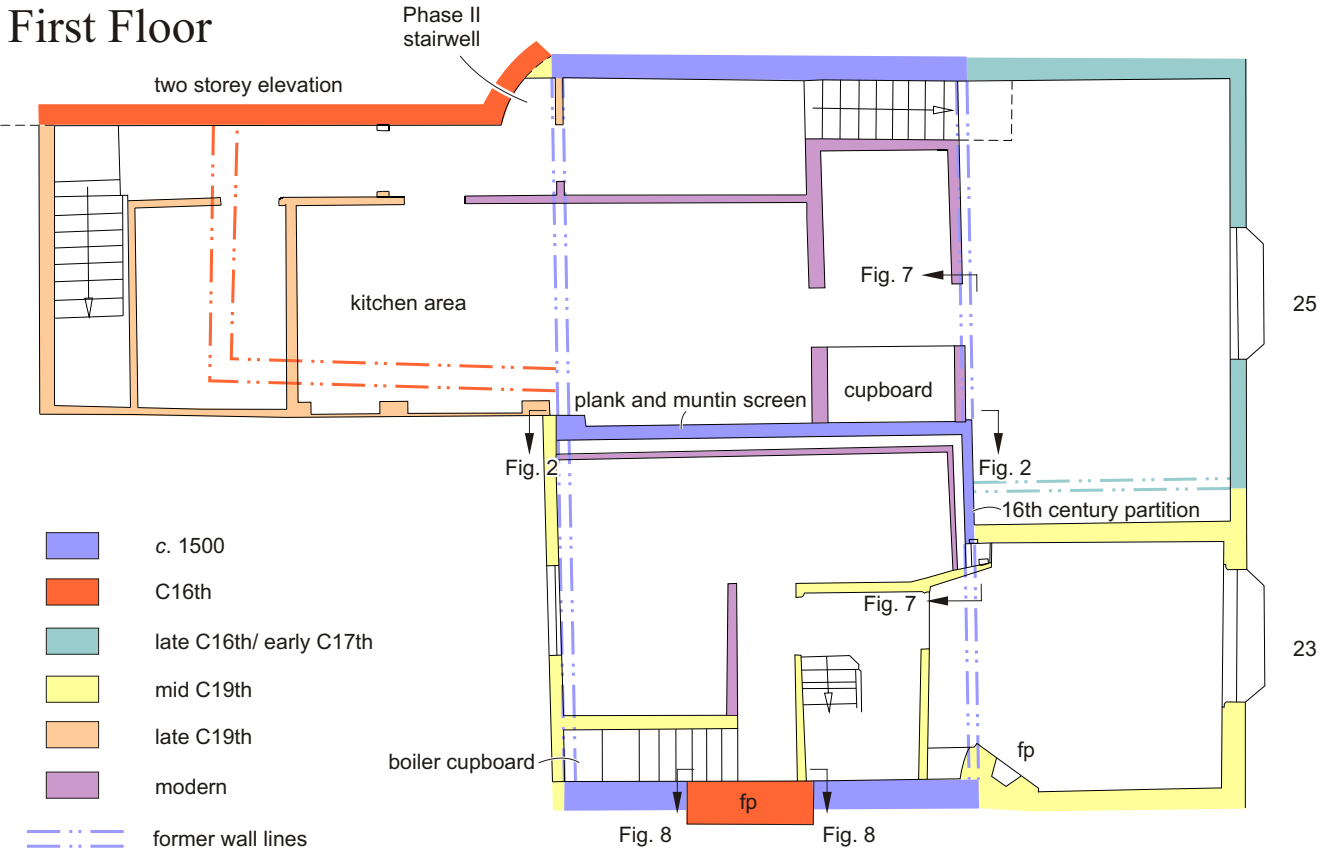 First Floor
Phase II
stairwell
two storey elevation
Fig. 7
25
kitchen area
cupboard
plank and muntin screen
Fig. 2
Fig. 2
16th century partition
c. 1500
C16th
Fig. 7
late C16th/ early C17th
23
mid C19th
late C19th
fp
boiler cupboard
modern
fp
Fig. 8
Fig. 8
former wall lines